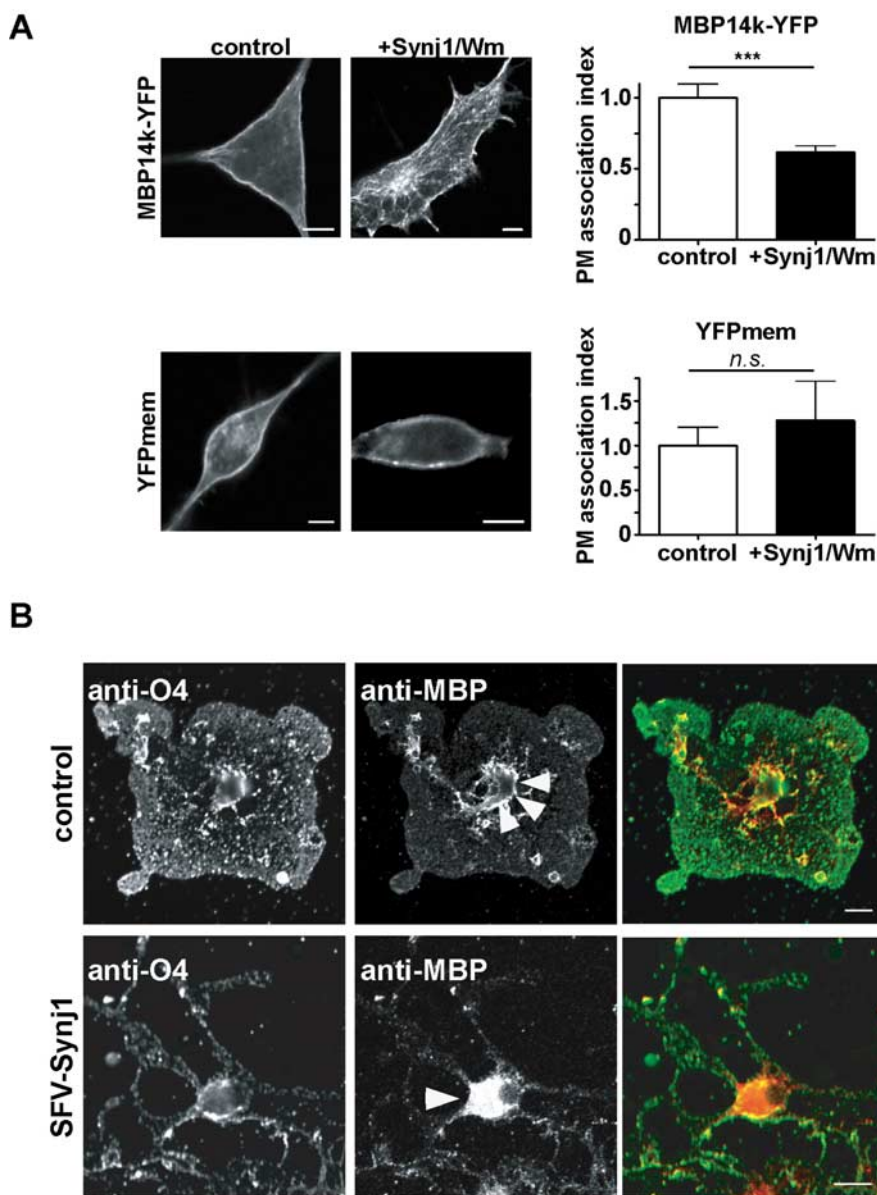 A
control
+Synj1/Wm
MBP14k-YFP
MBP14k-YFP
***
PM association index
1.0
0.5
0
control
+Synj1/Wm
YFPmem
YFPmem
n.s.
PM association index
1.5
1.0
0.5
0
control
+Synj1/Wm
B
control
anti-O4
anti-MBP
SFV-Synj1
anti-O4
anti-MBP